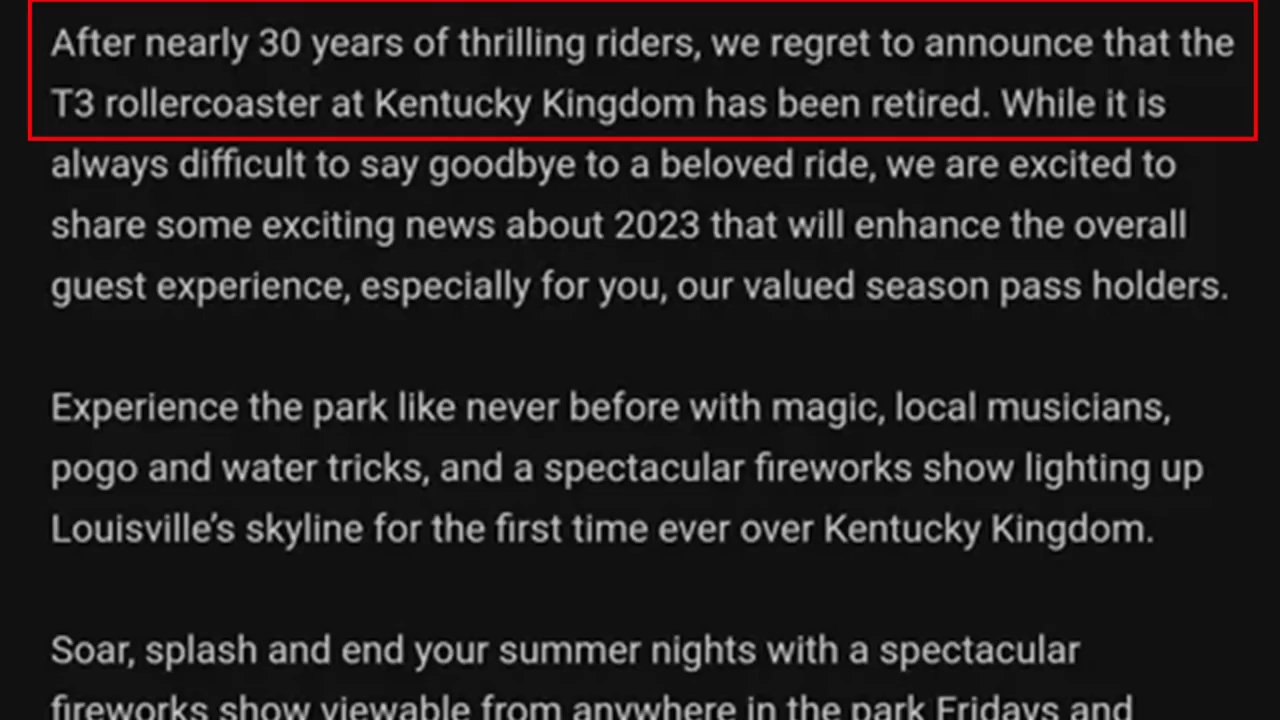 After nearly 30 years of thrilling riders, we regret to announce that the
T3 rollercoaster at Kentucky Kingdom has been retired. While it is
always difficult to say goodbye to a beloved ride, we are excited to
share some exciting news about 2023 that will enhance the overall
guest experience, especially for you, our valued season pass holders.
Experience the park like never before with magic, local musicians,
pogo and water tricks, and a spectacular fireworks show lighting up
Louisville’s skyline for the first time ever over Kentucky Kingdom.
Soar, splash and end your summer nights with a spectacular
fireworks show viewable from anywhere in the park Fridays and